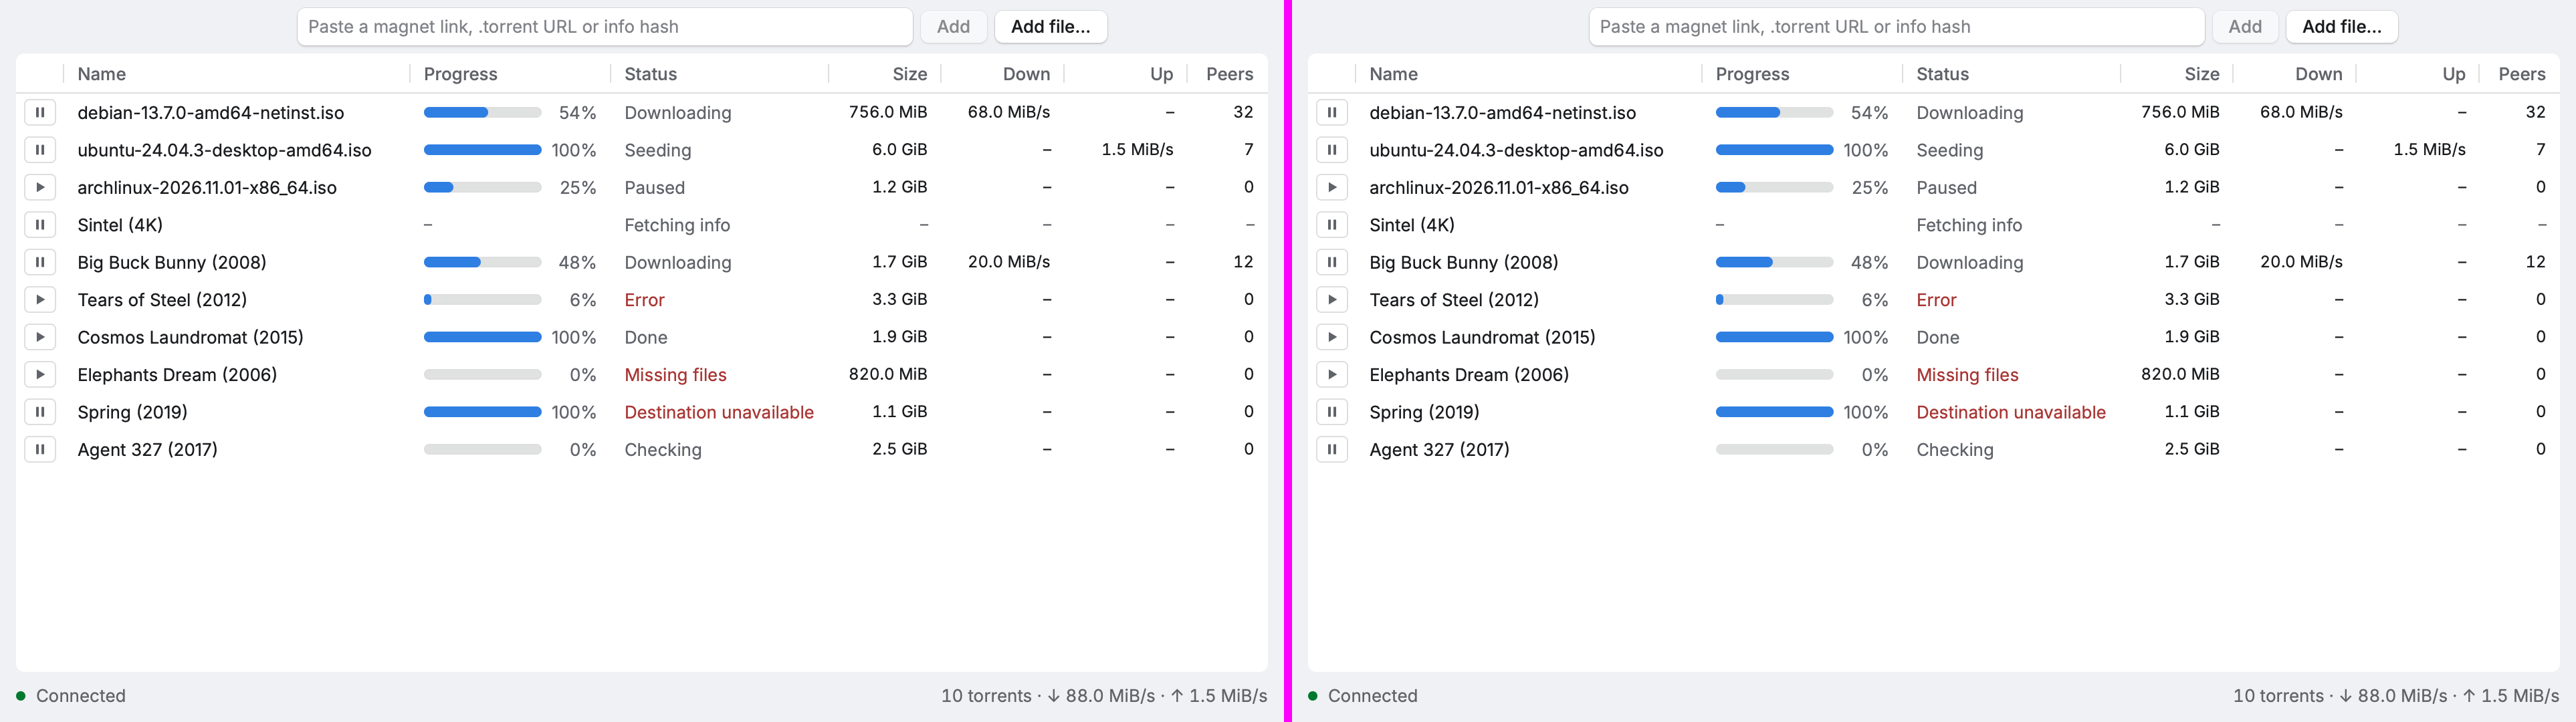 Paste a magnet link, .torrent URL or info hash Add Add file...
Name Progress Status Size Down Up Peers
debian-13.7.0-amd64-netinst.iso 54% Downloading 756.0 MiB 68.0 MiB/s – 32
ubuntu-24.04.3-desktop-amd64.iso 100% Seeding 6.0 GiB – 1.5 MiB/s 7
archlinux-2026.11.01-x86_64.iso 25% Paused 1.2 GiB – – 0
Sintel (4K) – Fetching info – – – –
Big Buck Bunny (2008) 48% Downloading 1.7 GiB 20.0 MiB/s – 12
Tears of Steel (2012) 6% Error 3.3 GiB – – 0
Cosmos Laundromat (2015) 100% Done 1.9 GiB – – 0
Elephants Dream (2006) 0% Missing files 820.0 MiB – – 0
Spring (2019) 100% Destination unavailable 1.1 GiB – – 0
Agent 327 (2017) 0% Checking 2.5 GiB – – 0
Connected 10 torrents · ↓ 88.0 MiB/s · ↑ 1.5 MiB/s
Paste a magnet link, .torrent URL or info hash Add Add file...
Name Progress Status Size Down Up Peers
debian-13.7.0-amd64-netinst.iso 54% Downloading 756.0 MiB 68.0 MiB/s – 32
ubuntu-24.04.3-desktop-amd64.iso 100% Seeding 6.0 GiB – 1.5 MiB/s 7
archlinux-2026.11.01-x86_64.iso 25% Paused 1.2 GiB – – 0
Sintel (4K) – Fetching info – – – –
Big Buck Bunny (2008) 48% Downloading 1.7 GiB 20.0 MiB/s – 12
Tears of Steel (2012) 6% Error 3.3 GiB – – 0
Cosmos Laundromat (2015) 100% Done 1.9 GiB – – 0
Elephants Dream (2006) 0% Missing files 820.0 MiB – – 0
Spring (2019) 100% Destination unavailable 1.1 GiB – – 0
Agent 327 (2017) 0% Checking 2.5 GiB – – 0
Connected 10 torrents · ↓ 88.0 MiB/s · ↑ 1.5 MiB/s